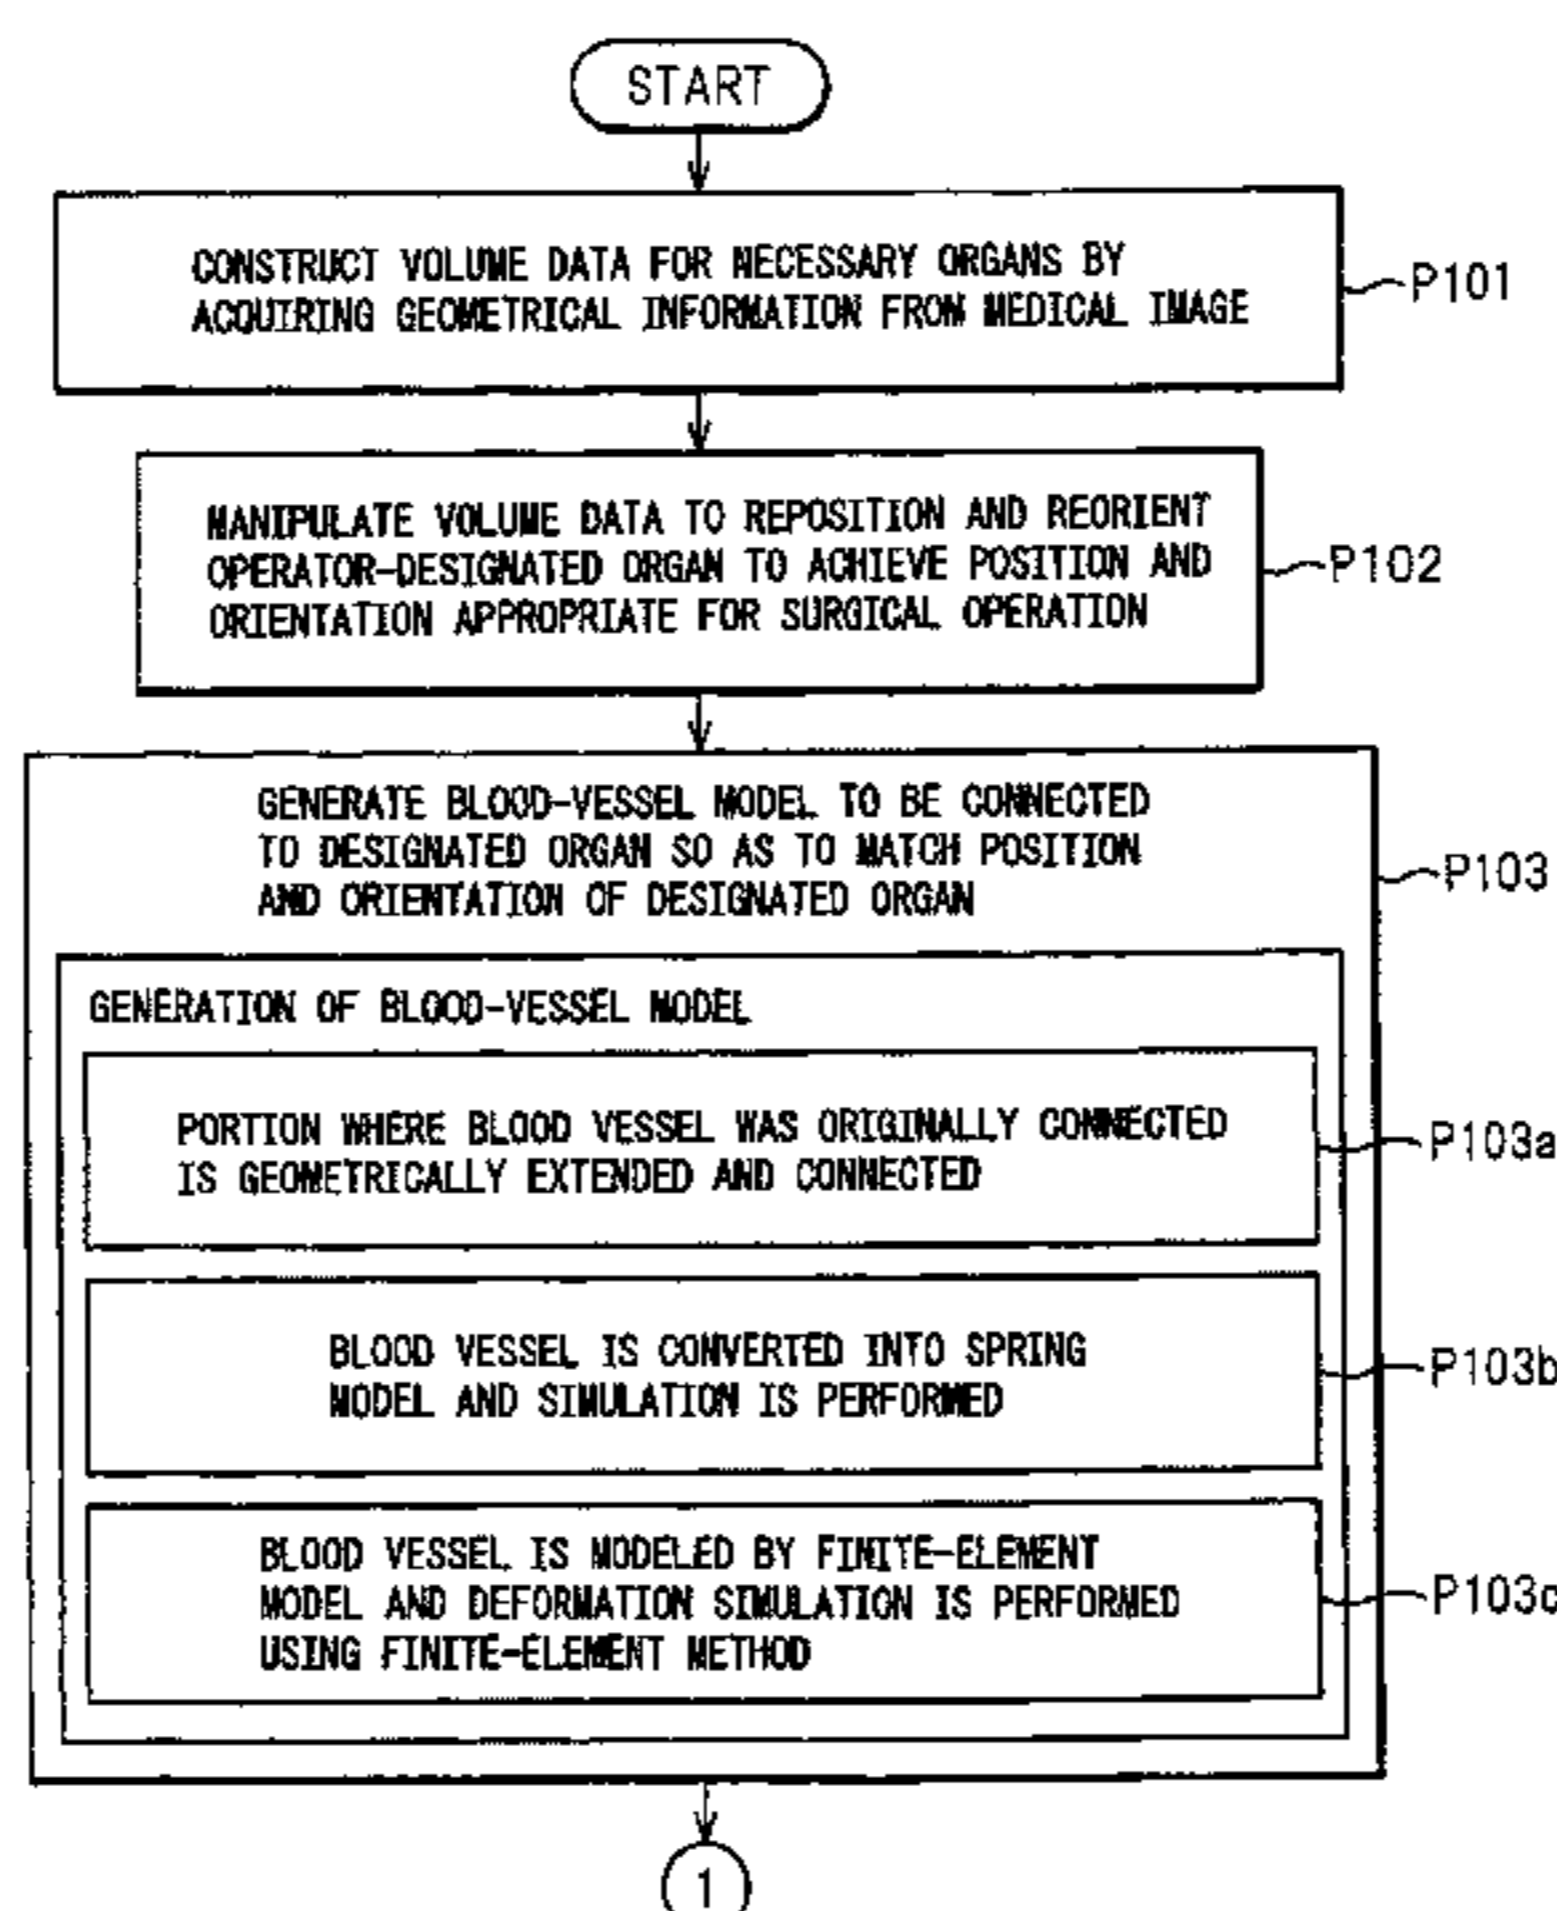 START
CONSTRUCT VOLUME DATA FOR NECESSARY ORGANS BY
ACQUIRING GEOMETRICAL INFORMATION FROM MEDICAL IMAGE
P101
MANIPULATE VOLUME DATA TO REPOSITION AND REORIENT
OPERATOR-DESIGNATED ORGAN TO ACHIEVE POSITION AND
ORIENTATION APPROPRIATE FOR SURGICAL OPERATION
P102
GENERATE BLOOD-VESSEL MODEL TO BE CONNECTED
TO DESIGNATED ORGAN SO AS TO MATCH POSITION
AND ORIENTATION OF DESIGNATED ORGAN
P103
GENERATION OF BLOOD-VESSEL MODEL
PORTION WHERE BLOOD VESSEL WAS ORIGINALLY CONNECTED
IS GEOMETRICALLY EXTENDED AND CONNECTED
P103a
BLOOD VESSEL IS CONVERTED INTO SPRING
MODEL AND SIMULATION IS PERFORMED
P103b
BLOOD VESSEL IS MODELED BY FINITE-ELEMENT
MODEL AND DEFORMATION SIMULATION IS PERFORMED
USING FINITE-ELEMENT METHOD
P103c
1